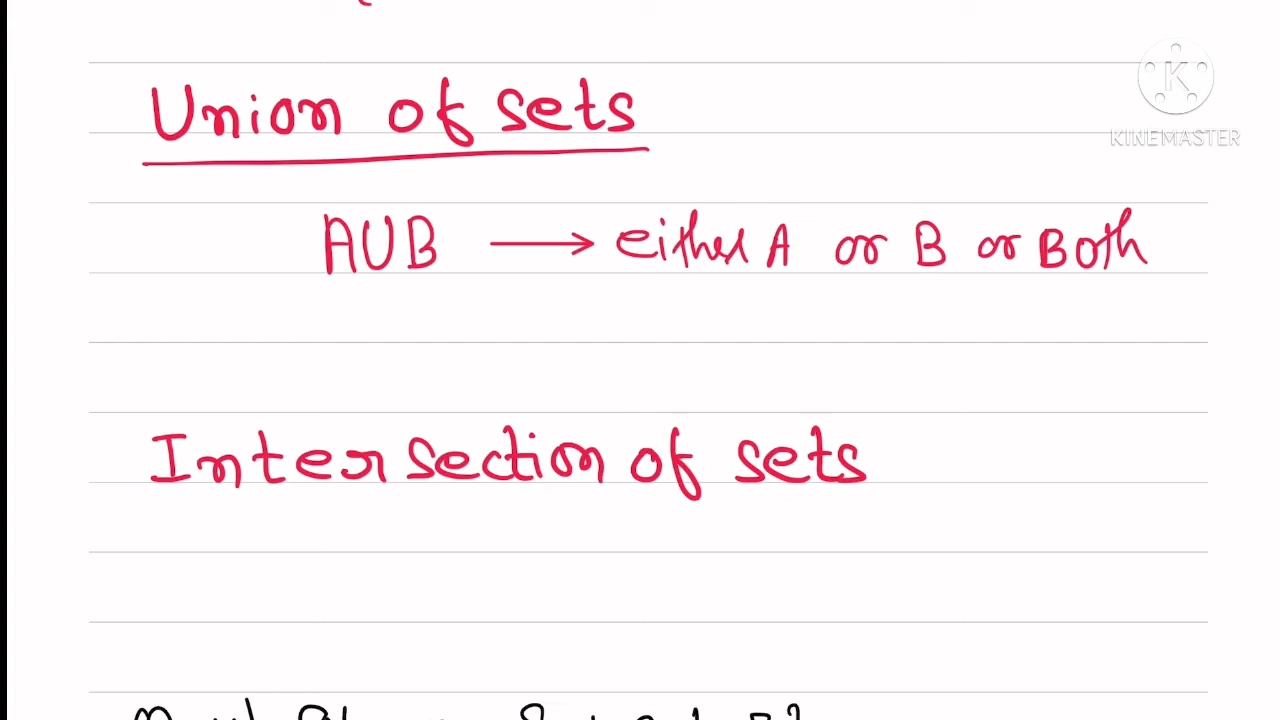 Union of sets
K
KINEMASTER
AUB → either A or B or Both
Intersection of sets